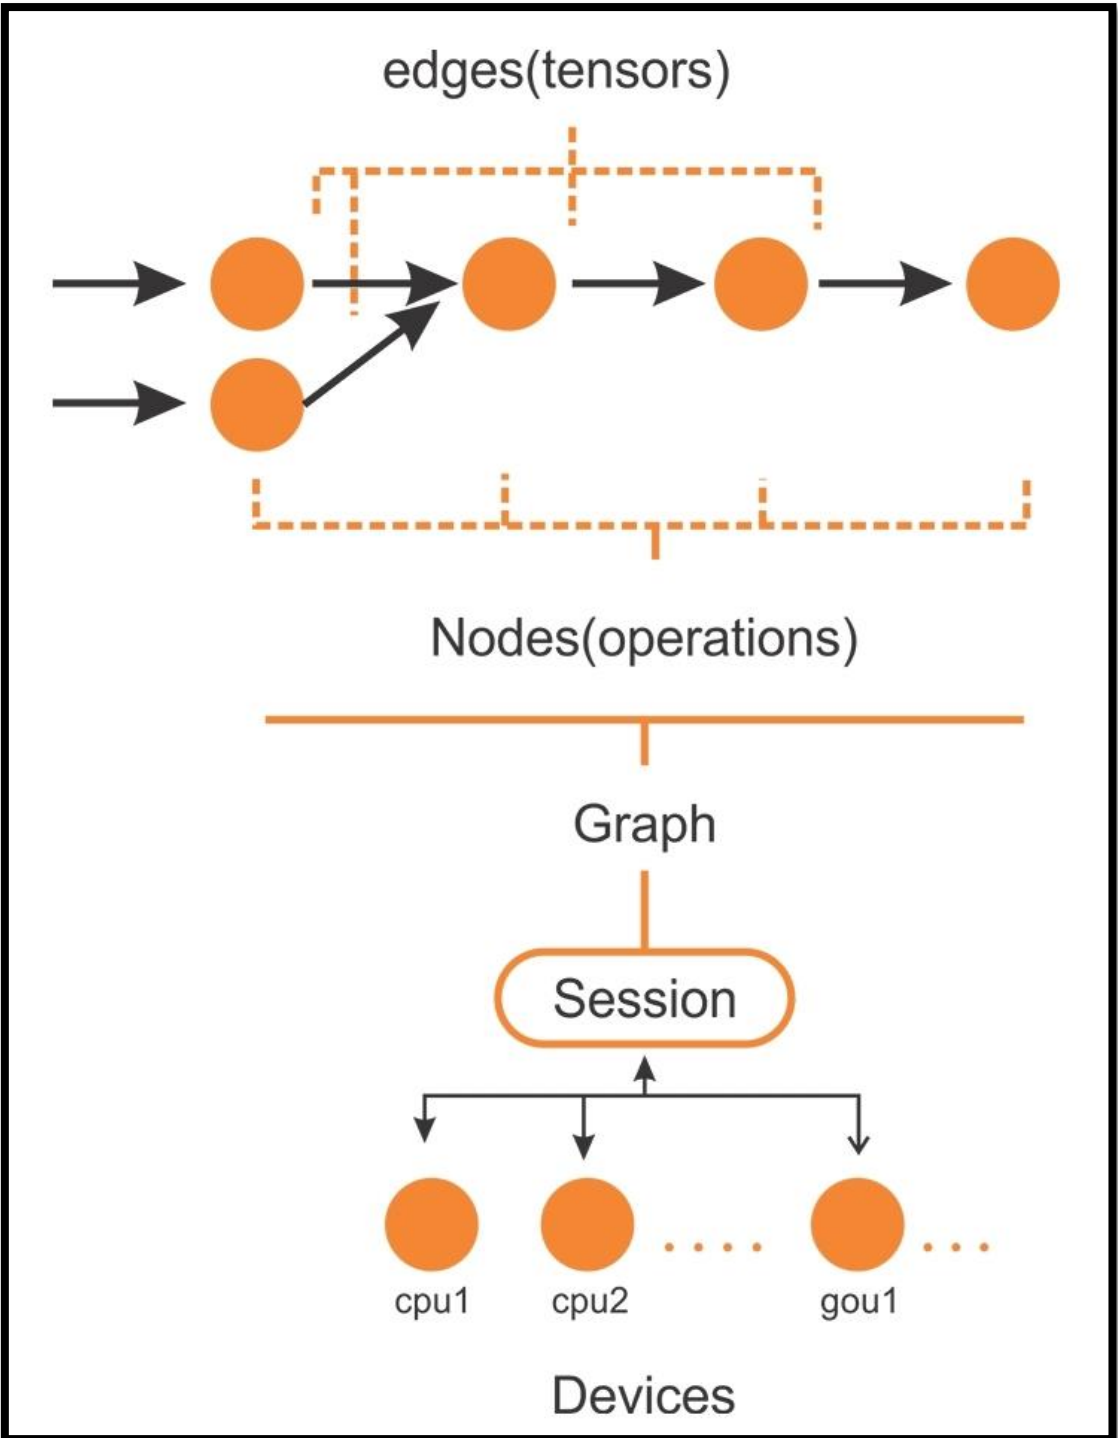 edges(tensors)
Nodes(operations)
Graph
Session
cpu1 cpu2 gou1
Devices